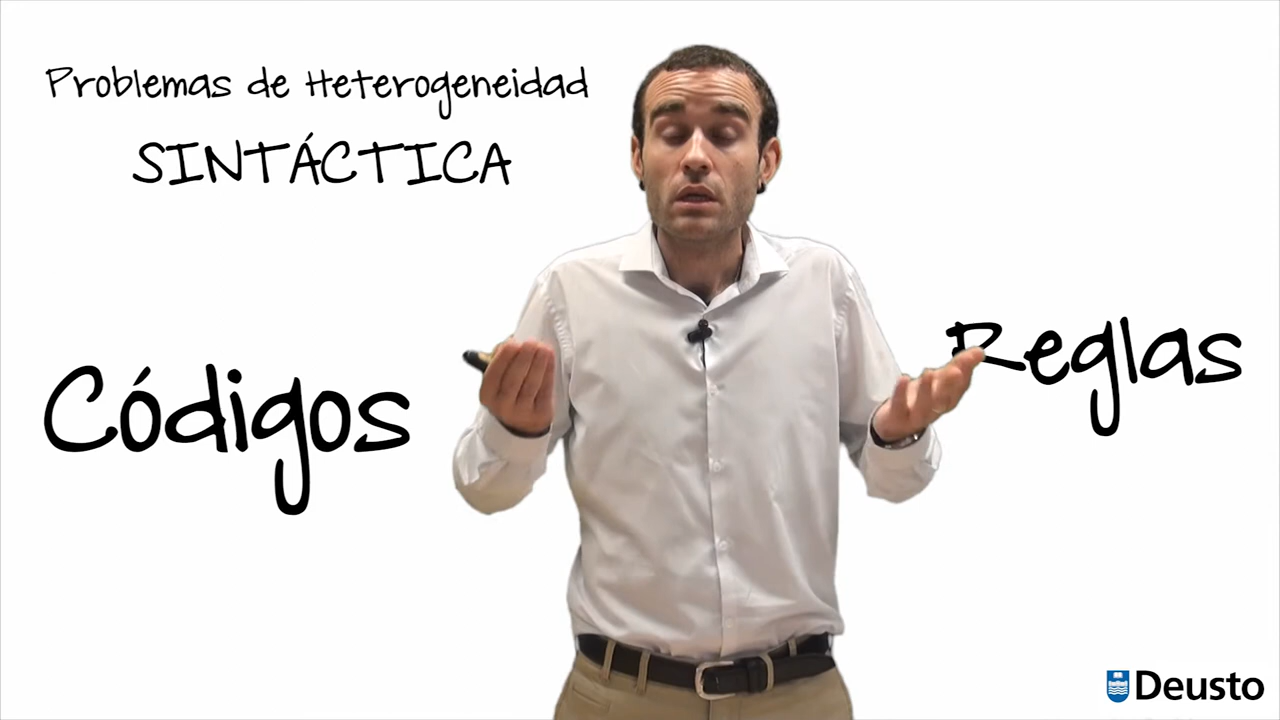 Problemas de Heterogeneidad
SINTÁCTICA
Códigos
Reglas
Deusto